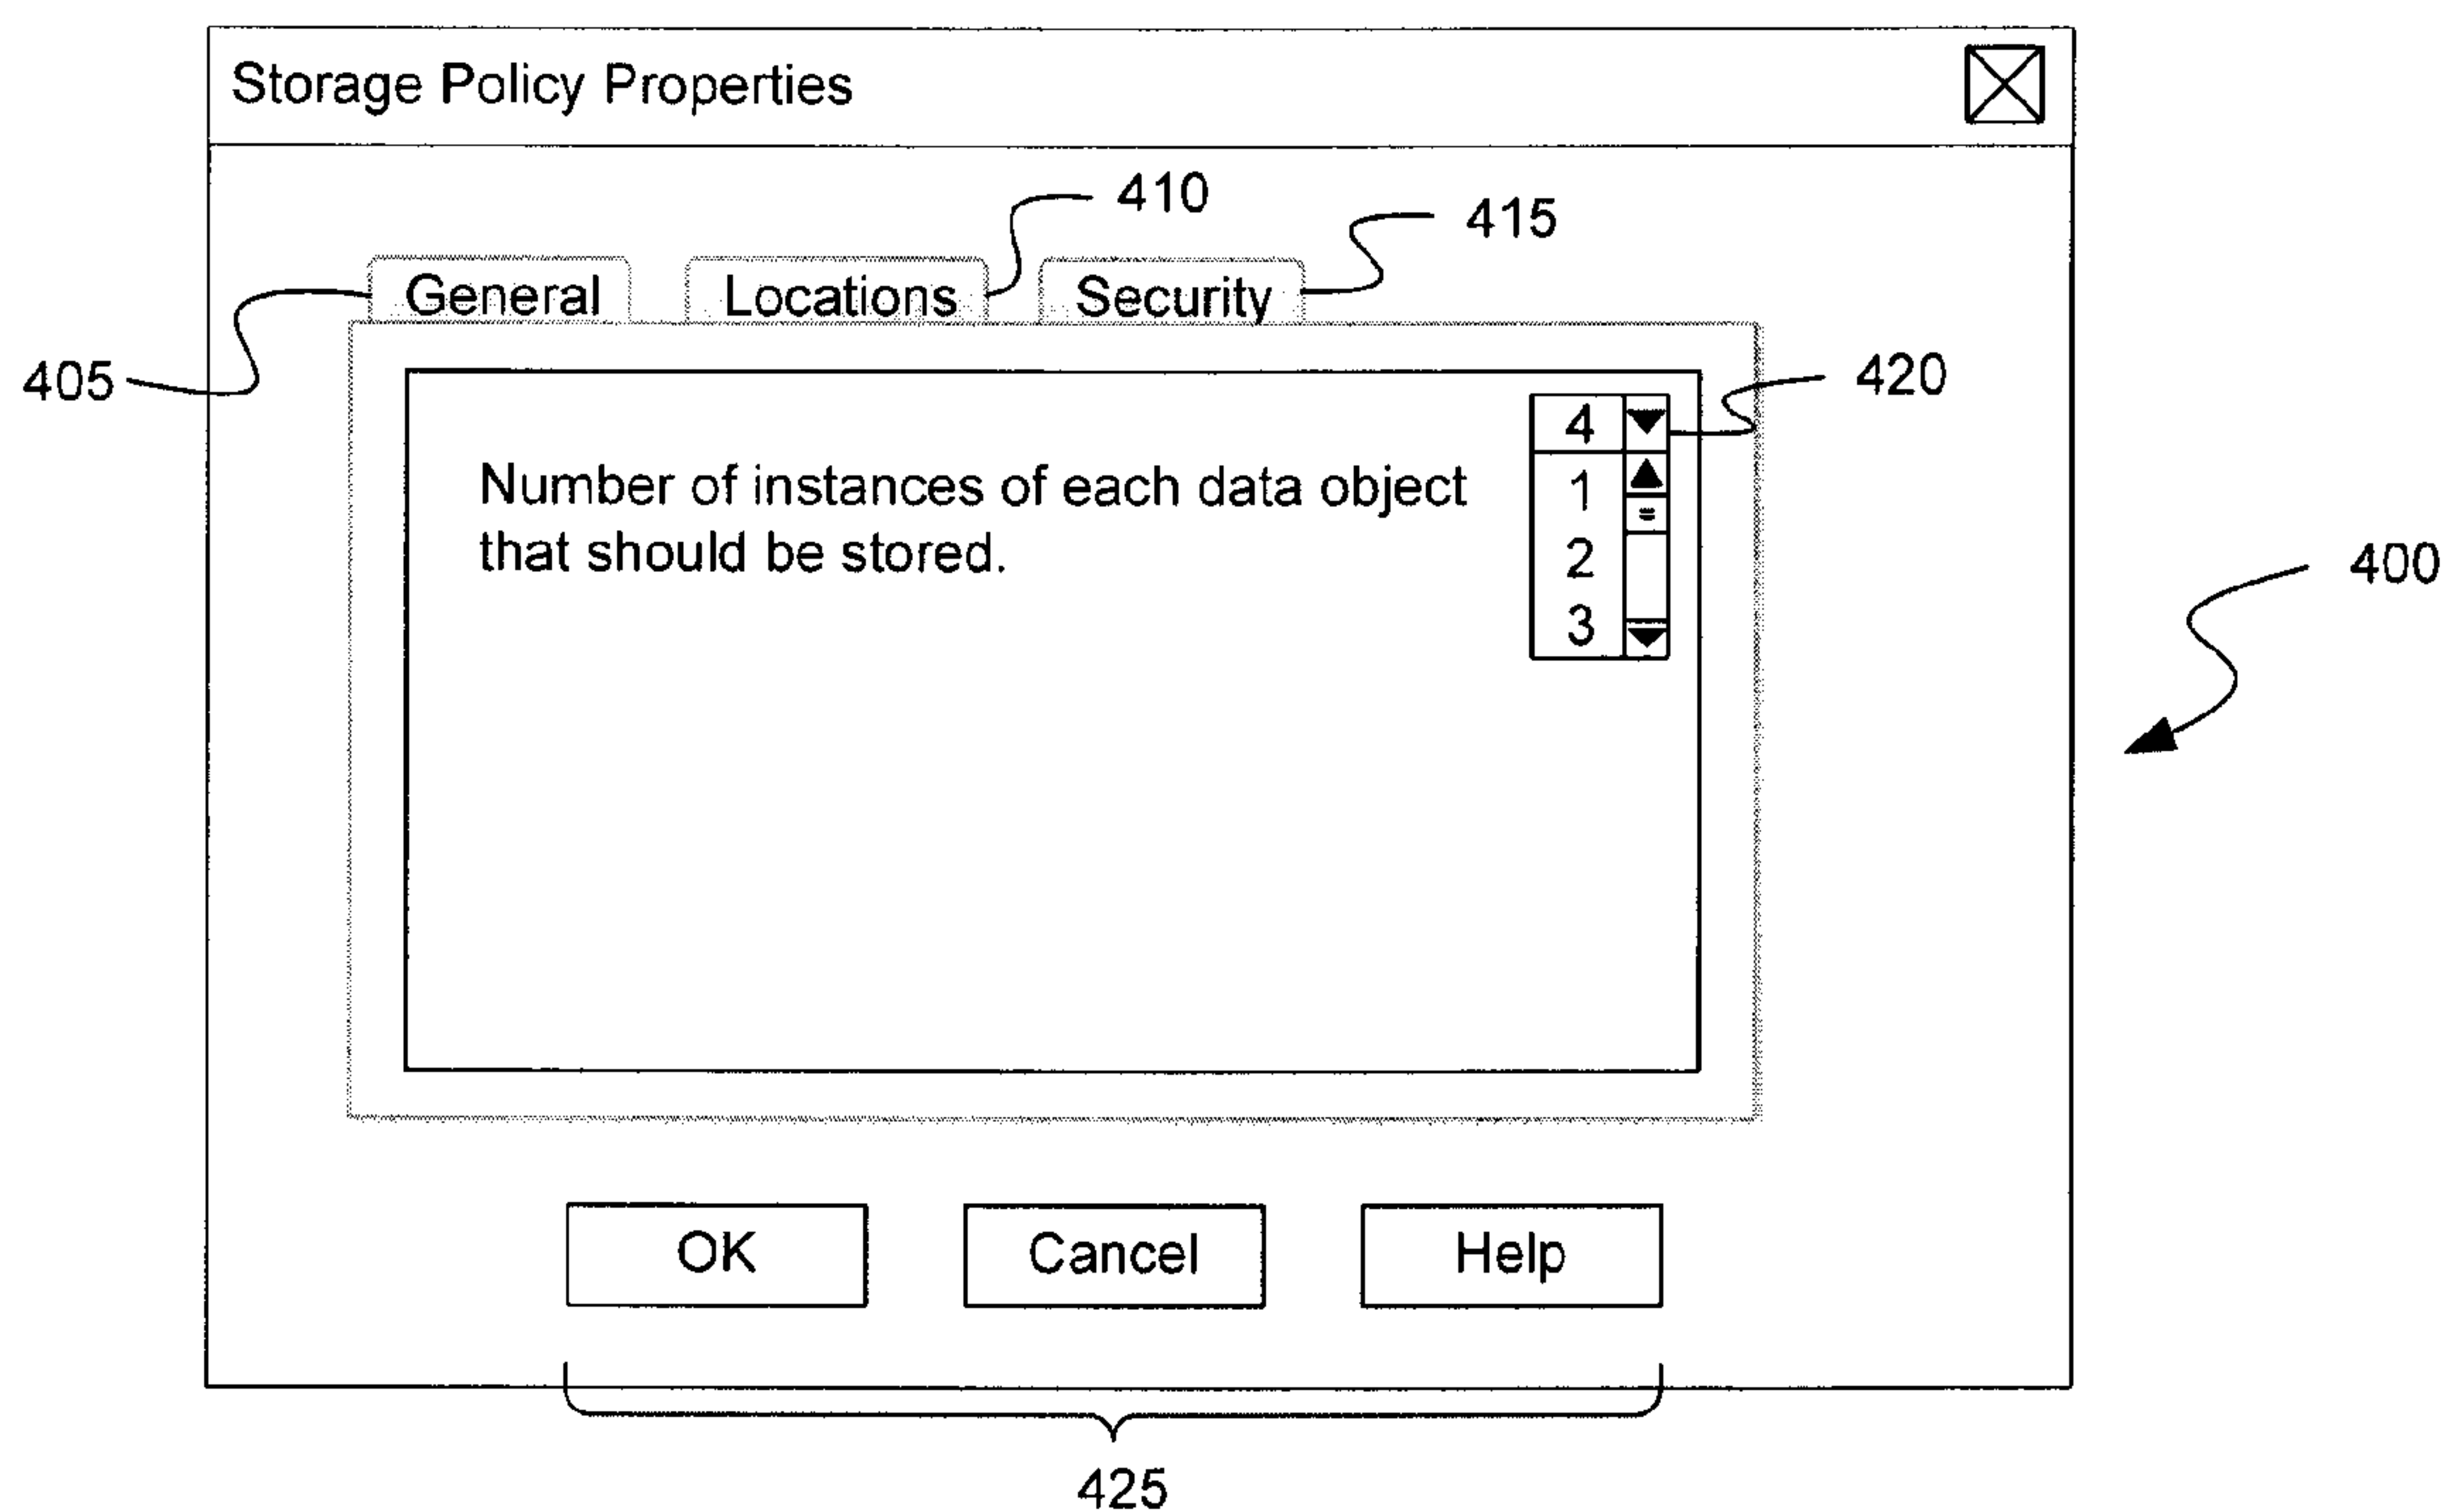 Storage Policy Properties
410
415
General Locations Security
405
420
4
Number of instances of each data object
that should be stored.
1
2
3
400
OK Cancel Help
425